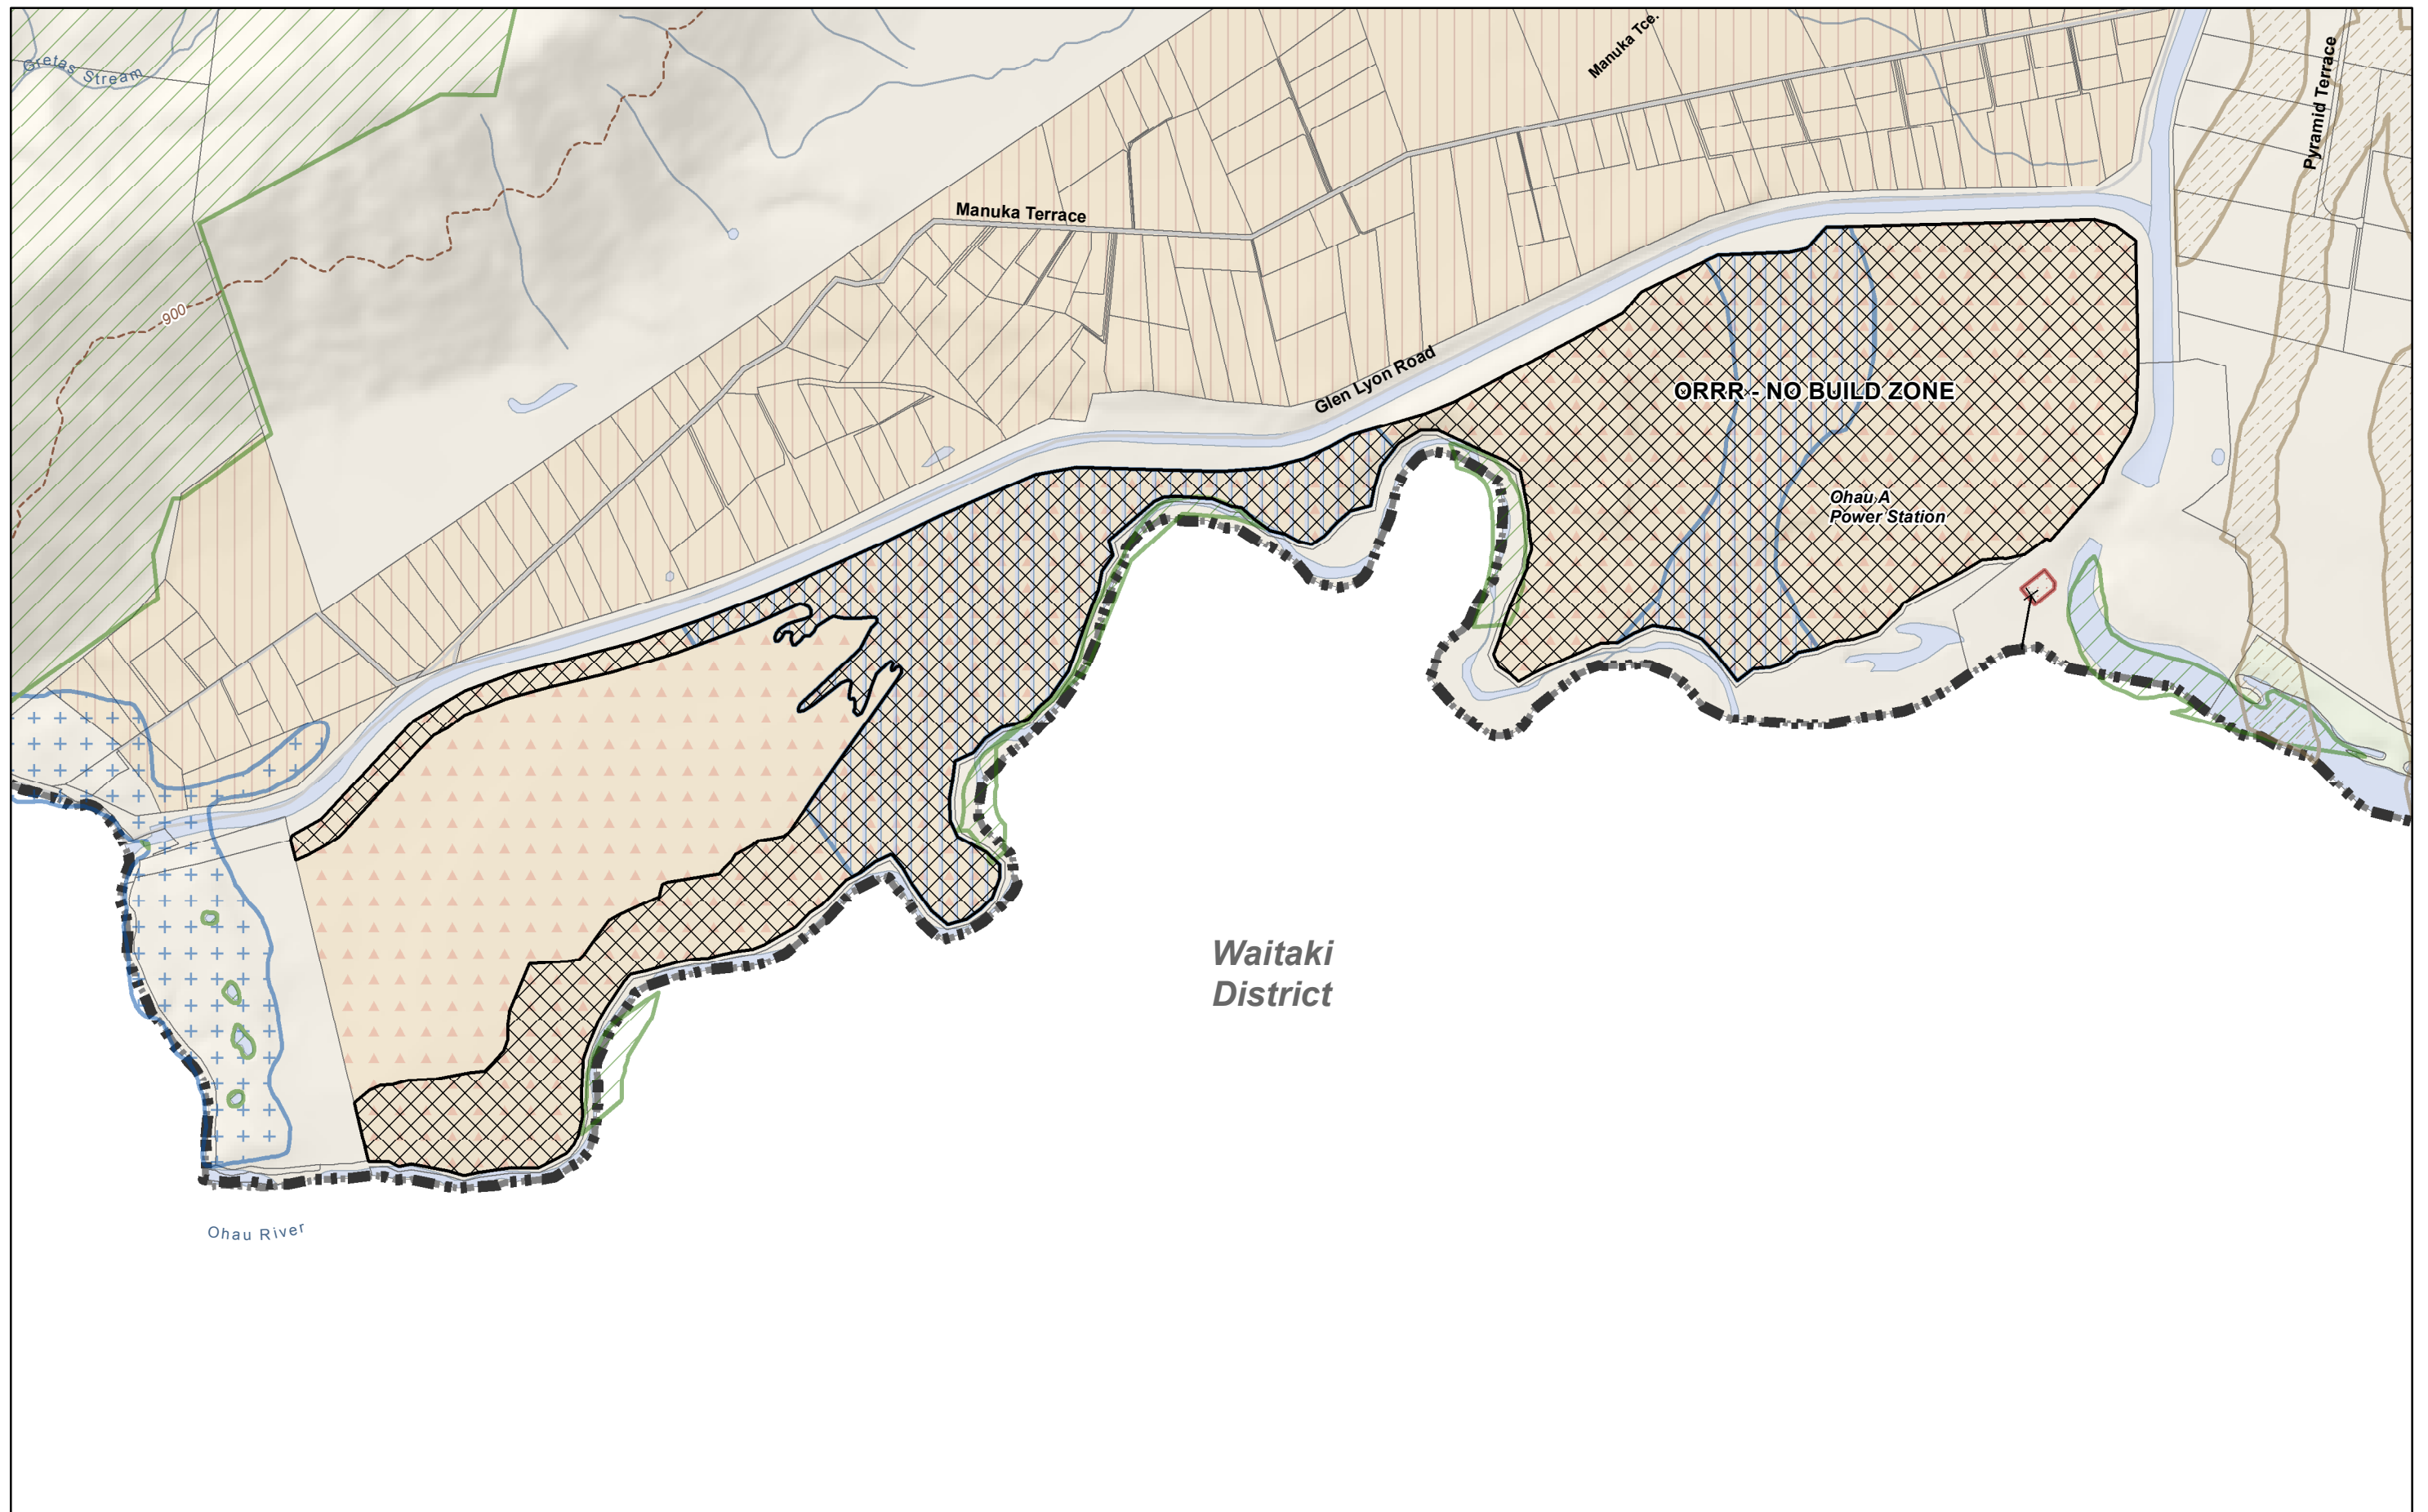 Gretas Stream
Manuka Tce.
Pyramid Terrace
Manuka Terrace
900
Glen Lyon Road
ORRR - NO BUILD ZONE
Ohau A
Power Station
Waitaki
District
Ohau River